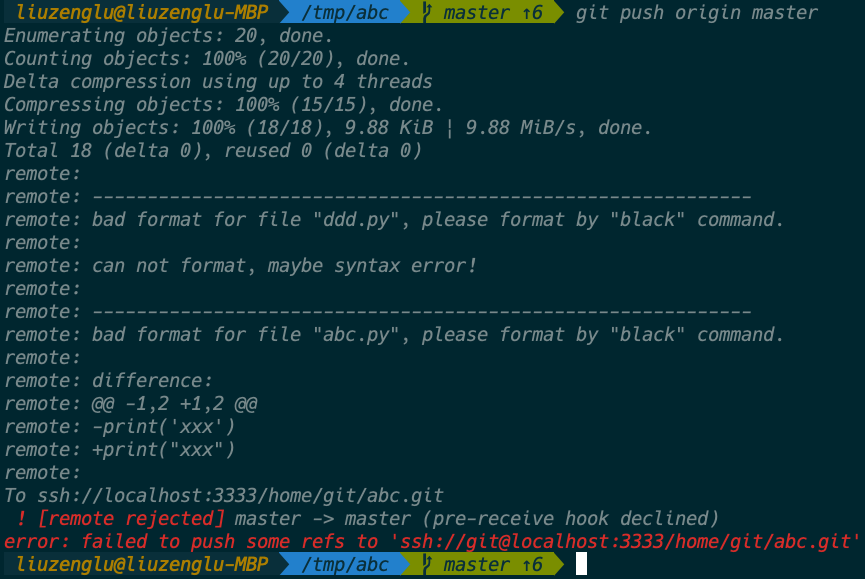 liuzenglu@liuzenglu-MBP /tmp/abc master ↑6 git push origin master
Enumerating objects: 20, done.
Counting objects: 100% (20/20), done.
Delta compression using up to 4 threads
Compressing objects: 100% (15/15), done.
Writing objects: 100% (18/18), 9.88 KiB | 9.88 MiB/s, done.
Total 18 (delta 0), reused 0 (delta 0)
remote:
remote: ------------------------------------------------------------
remote: bad format for file "ddd.py", please format by "black" command.
remote:
remote: can not format, maybe syntax error!
remote:
remote: ------------------------------------------------------------
remote: bad format for file "abc.py", please format by "black" command.
remote:
remote: difference:
remote: @@ -1,2 +1,2 @@
remote: -print('xxx')
remote: +print("xxx")
remote:
To ssh://localhost:3333/home/git/abc.git
! [remote rejected] master -> master (pre-receive hook declined)
error: failed to push some refs to 'ssh://git@localhost:3333/home/git/abc.git'
liuzenglu@liuzenglu-MBP /tmp/abc master ↑6